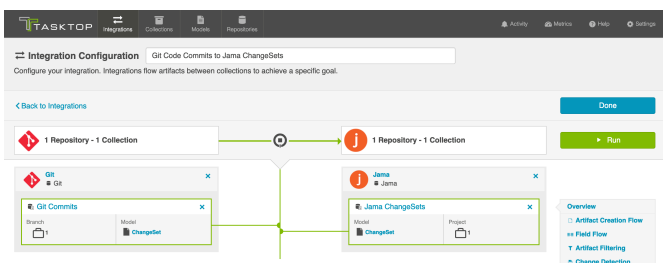 TASKTOP
Integrations
Collections
Models
Repositories
Activity
Metrics
Help
Settings
Integration Configuration
Git Code Commits to Jama ChangeSets
Configure your integration. Integrations flow artifacts between collections to achieve a specific goal.
Back to Integrations
Done
1 Repository - 1 Collection
1 Repository - 1 Collection
Run
Git
Git
Jama
Jama
Git Commits
Branch
1
Model
ChangeSet
Jama ChangeSets
Model
ChangeSet
Project
1
Overview
Artifact Creation Flow
Field Flow
Artifact Filtering
Change Detection